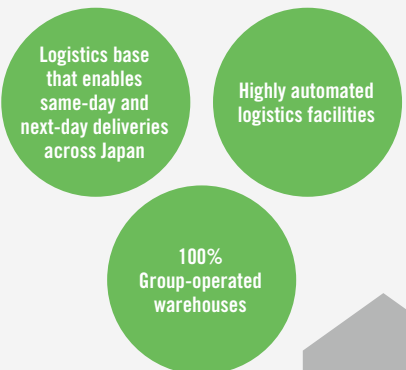 Logistics base
that enables
same-day and
next-day deliveries
across Japan
Highly automated
logistics facilities
100%
Group-operated
warehouses